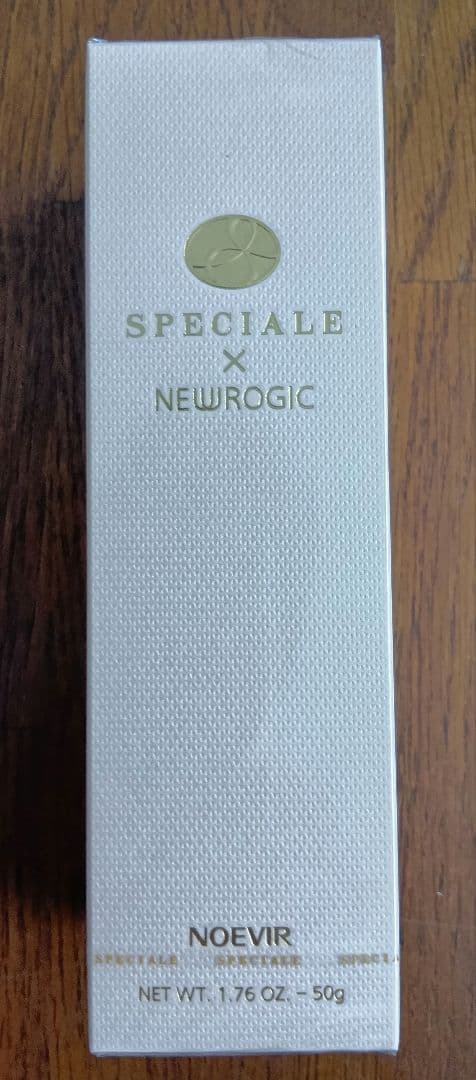 SPECIALE
×
NEWROGIC
NOEVIR
SPECIALE SPECIALE
NET WT. 1.76 OZ. – 50g